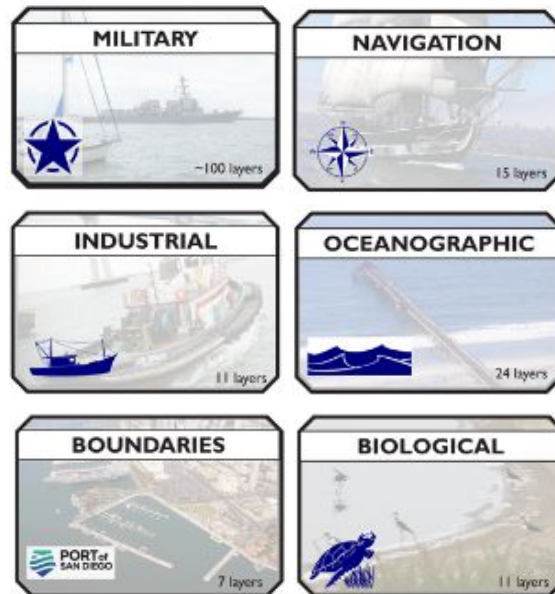 MILITARY
~100 layers
NAVIGATION
15 layers
INDUSTRIAL
11 layers
OCEANOGRAPHIC
24 layers
BOUNDARIES
PORT of
SAN DIEGO
7 layers
BIOLOGICAL
11 layers